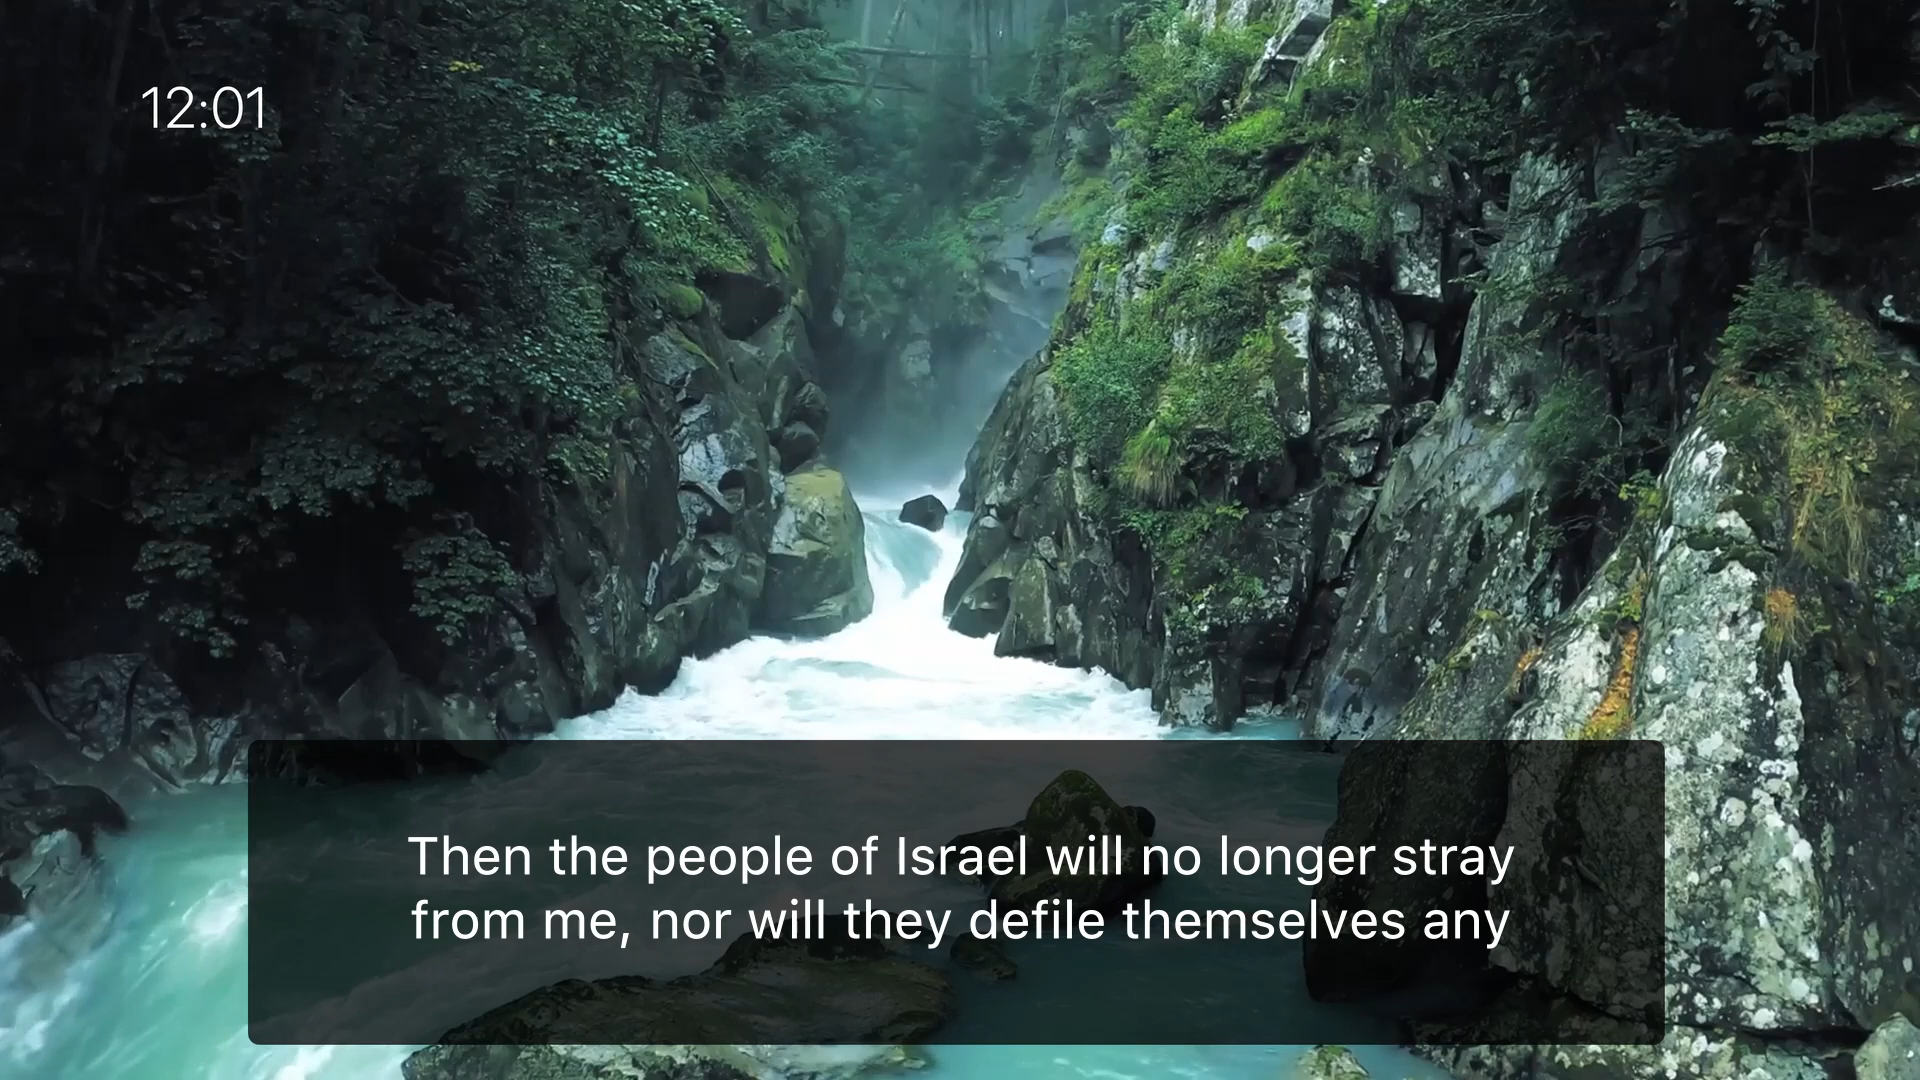 12:01
Then the people of Israel will no longer stray
from me, nor will they defile themselves any